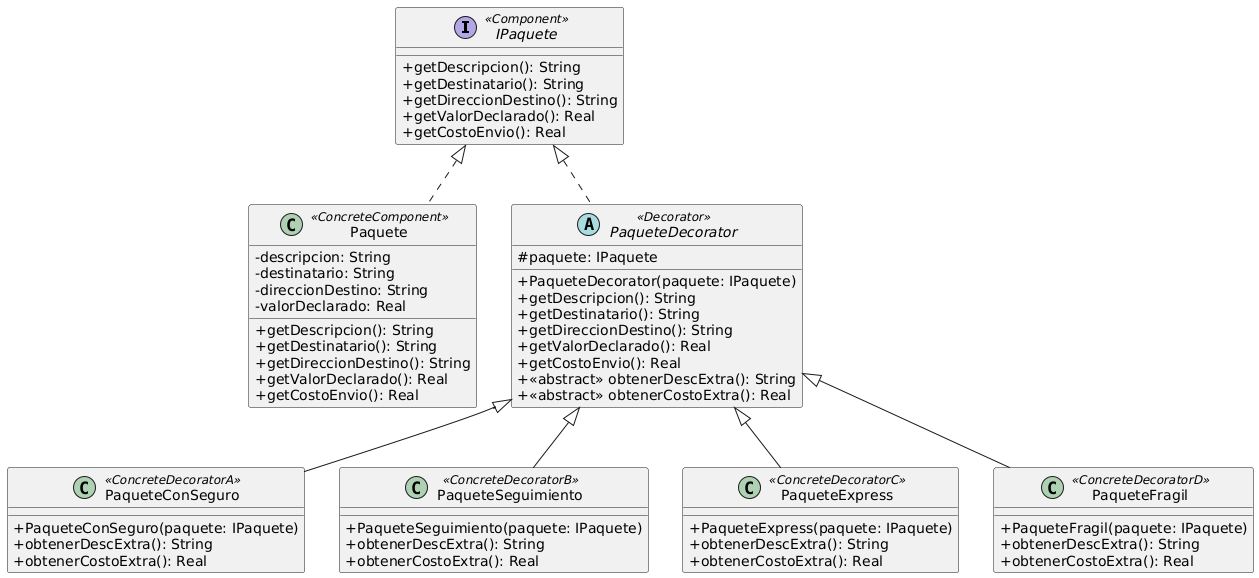 I
«Component»
IPaquete
+getDescripcion(): String
+getDestinatario(): String
+getDireccionDestino(): String
+getValorDeclarado(): Real
+getCostoEnvio(): Real
C
«ConcreteComponent»
Paquete
-descripcion: String
-destinatario: String
-direccionDestino: String
-valorDeclarado: Real
+getDescripcion(): String
+getDestinatario(): String
+getDireccionDestino(): String
+getValorDeclarado(): Real
+getCostoEnvio(): Real
A
«Decorator»
PaqueteDecorator
#paquete: IPaquete
+PaqueteDecorator(paquete: IPaquete)
+getDescripcion(): String
+getDestinatario(): String
+getDireccionDestino(): String
+getValorDeclarado(): Real
+getCostoEnvio(): Real
+«abstract» obtenerDescExtra(): String
+«abstract» obtenerCostoExtra(): Real
C
«ConcreteDecoratorA»
PaqueteConSeguro
+PaqueteConSeguro(paquete: IPaquete)
+obtenerDescExtra(): String
+obtenerCostoExtra(): Real
C
«ConcreteDecoratorB»
PaqueteSeguimiento
+PaqueteSeguimiento(paquete: IPaquete)
+obtenerDescExtra(): String
+obtenerCostoExtra(): Real
C
«ConcreteDecoratorC»
PaqueteExpress
+PaqueteExpress(paquete: IPaquete)
+obtenerDescExtra(): String
+obtenerCostoExtra(): Real
C
«ConcreteDecoratorD»
PaqueteFragil
+PaqueteFragil(paquete: IPaquete)
+obtenerDescExtra(): String
+obtenerCostoExtra(): Real